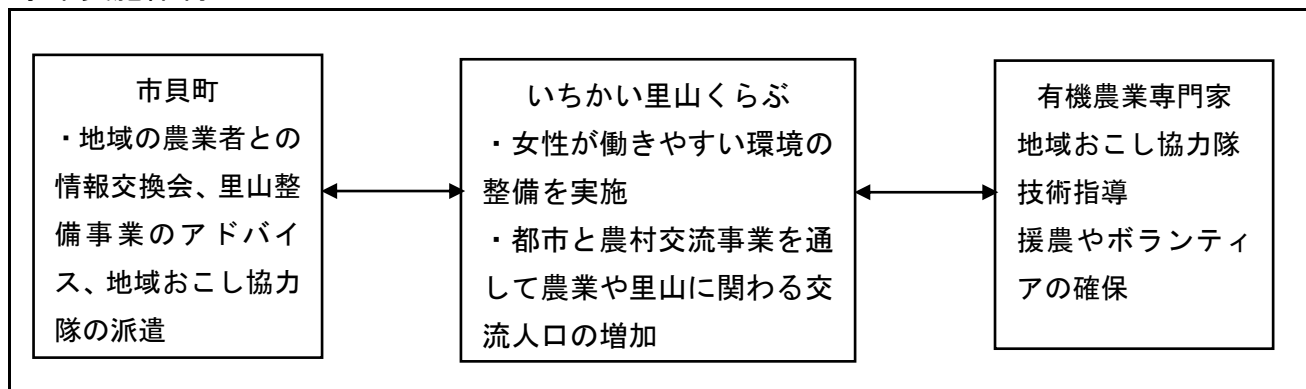 市貝町
・地域の農業者との
情報交換会、里山整
備事業のアドバイ
ス、地域おこし協力
隊の派遣
いちかい里山くらぶ
・女性が働きやすい環境の
整備を実施
・都市と農村交流事業を通
して農業や里山に関わる交
流人口の増加
有機農業専門家
地域おこし協力隊
技術指導
援農やボランティ
アの確保